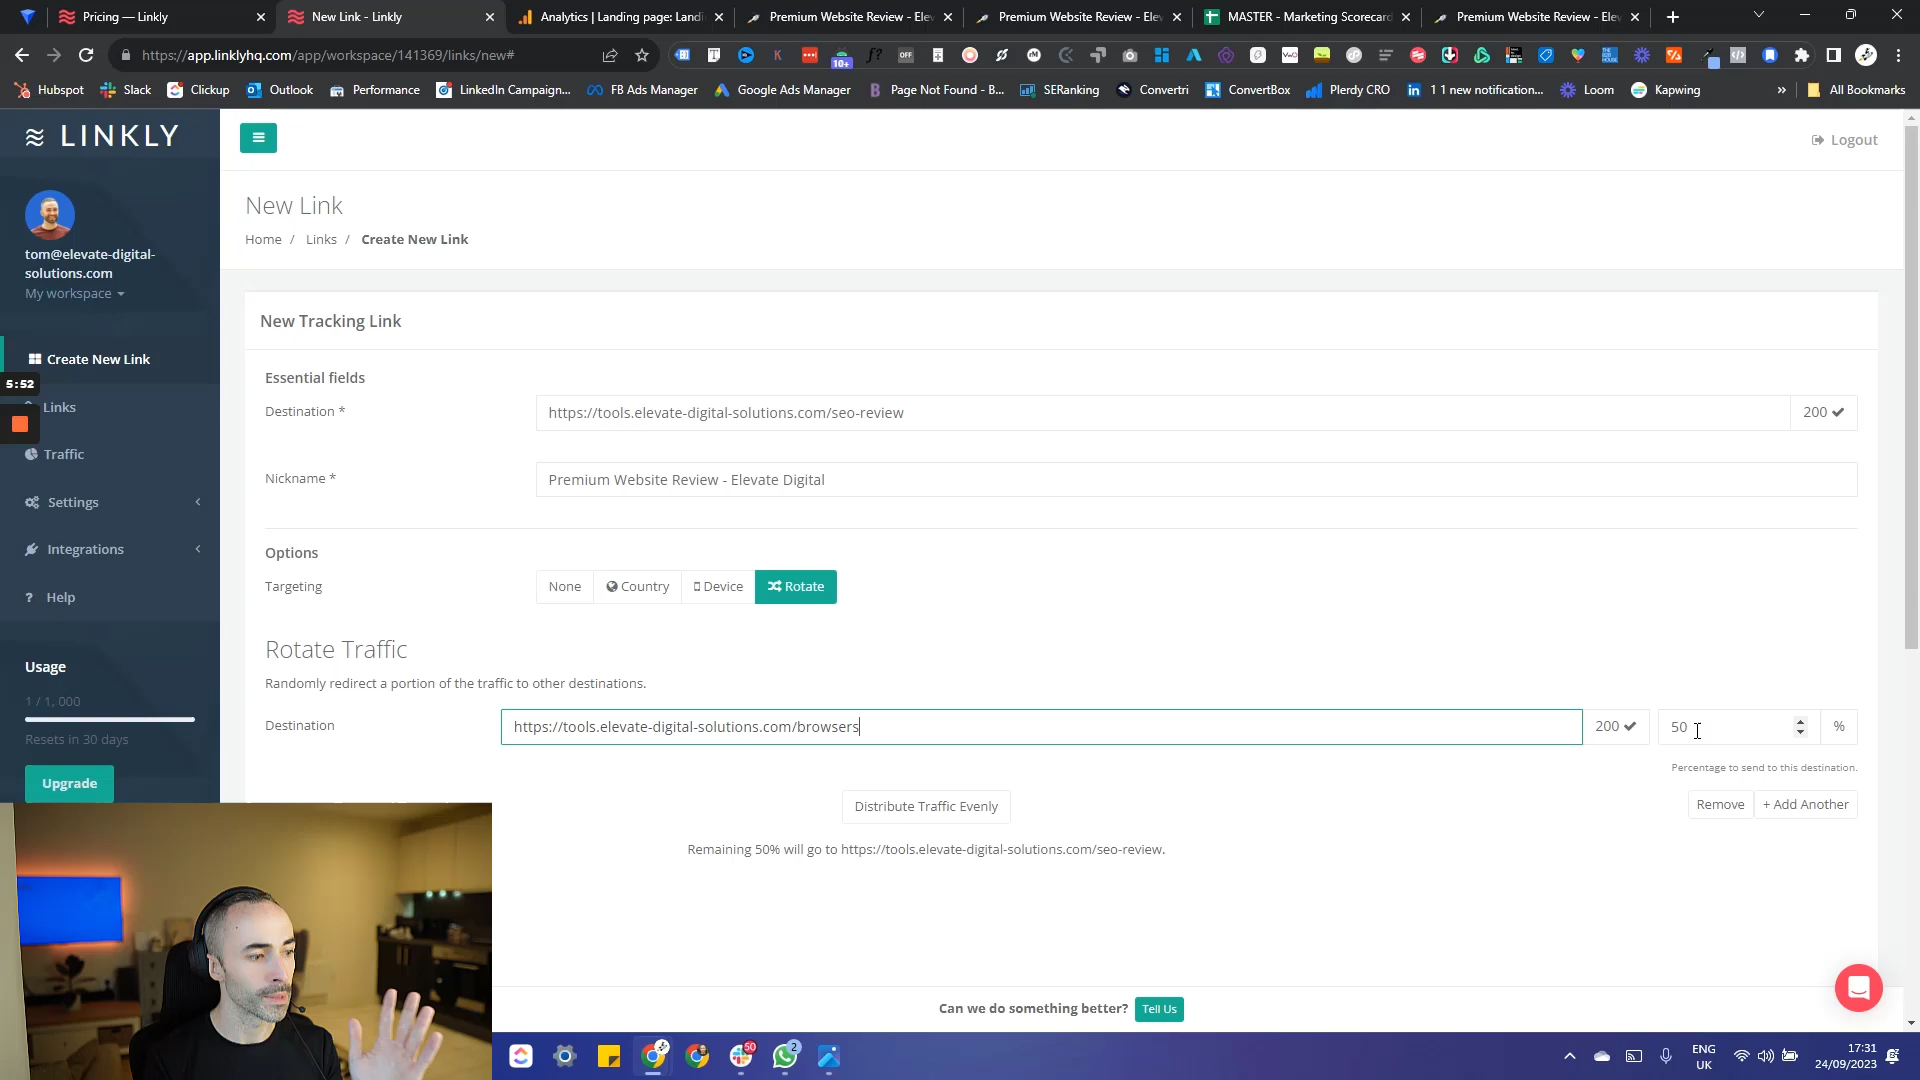 Pricing — Linkly
New Link - Linkly
Analytics | Landing page: Landi
Premium Website Review - Elev
Premium Website Review - Elev
MASTER - Marketing Scorecard
Premium Website Review - Elev
https://app.linklyhq.com/app/workspace/141369/links/new#
10+
Hubspot
Slack
Clickup
Outlook
Performance
LinkedIn Campaign...
FB Ads Manager
Google Ads Manager
Page Not Found - B...
SERanking
Convertri
ConvertBox
Plerdy CRO
1 1 new notification...
Loom
Kapwing
»
All Bookmarks
LINKLY
Logout
tom@elevate-digital-
solutions.com
My workspace
New Link
Home / Links / Create New Link
Create New Link
5:52
Links
Traffic
Settings
Integrations
? Help
Usage
1 / 1, 000
Resets in 30 days
Upgrade
New Tracking Link
Essential fields
Destination *
https://tools.elevate-digital-solutions.com/seo-review
200
Nickname *
Premium Website Review - Elevate Digital
Options
Targeting
None
Country
Device
Rotate
Rotate Traffic
Randomly redirect a portion of the traffic to other destinations.
Destination
https://tools.elevate-digital-solutions.com/browsers
200
50
%
Percentage to send to this destination.
Distribute Traffic Evenly
Remove
+ Add Another
Remaining 50% will go to https://tools.elevate-digital-solutions.com/seo-review.
Can we do something better?
Tell Us
50
2
ENG
UK
17:31
24/09/2023